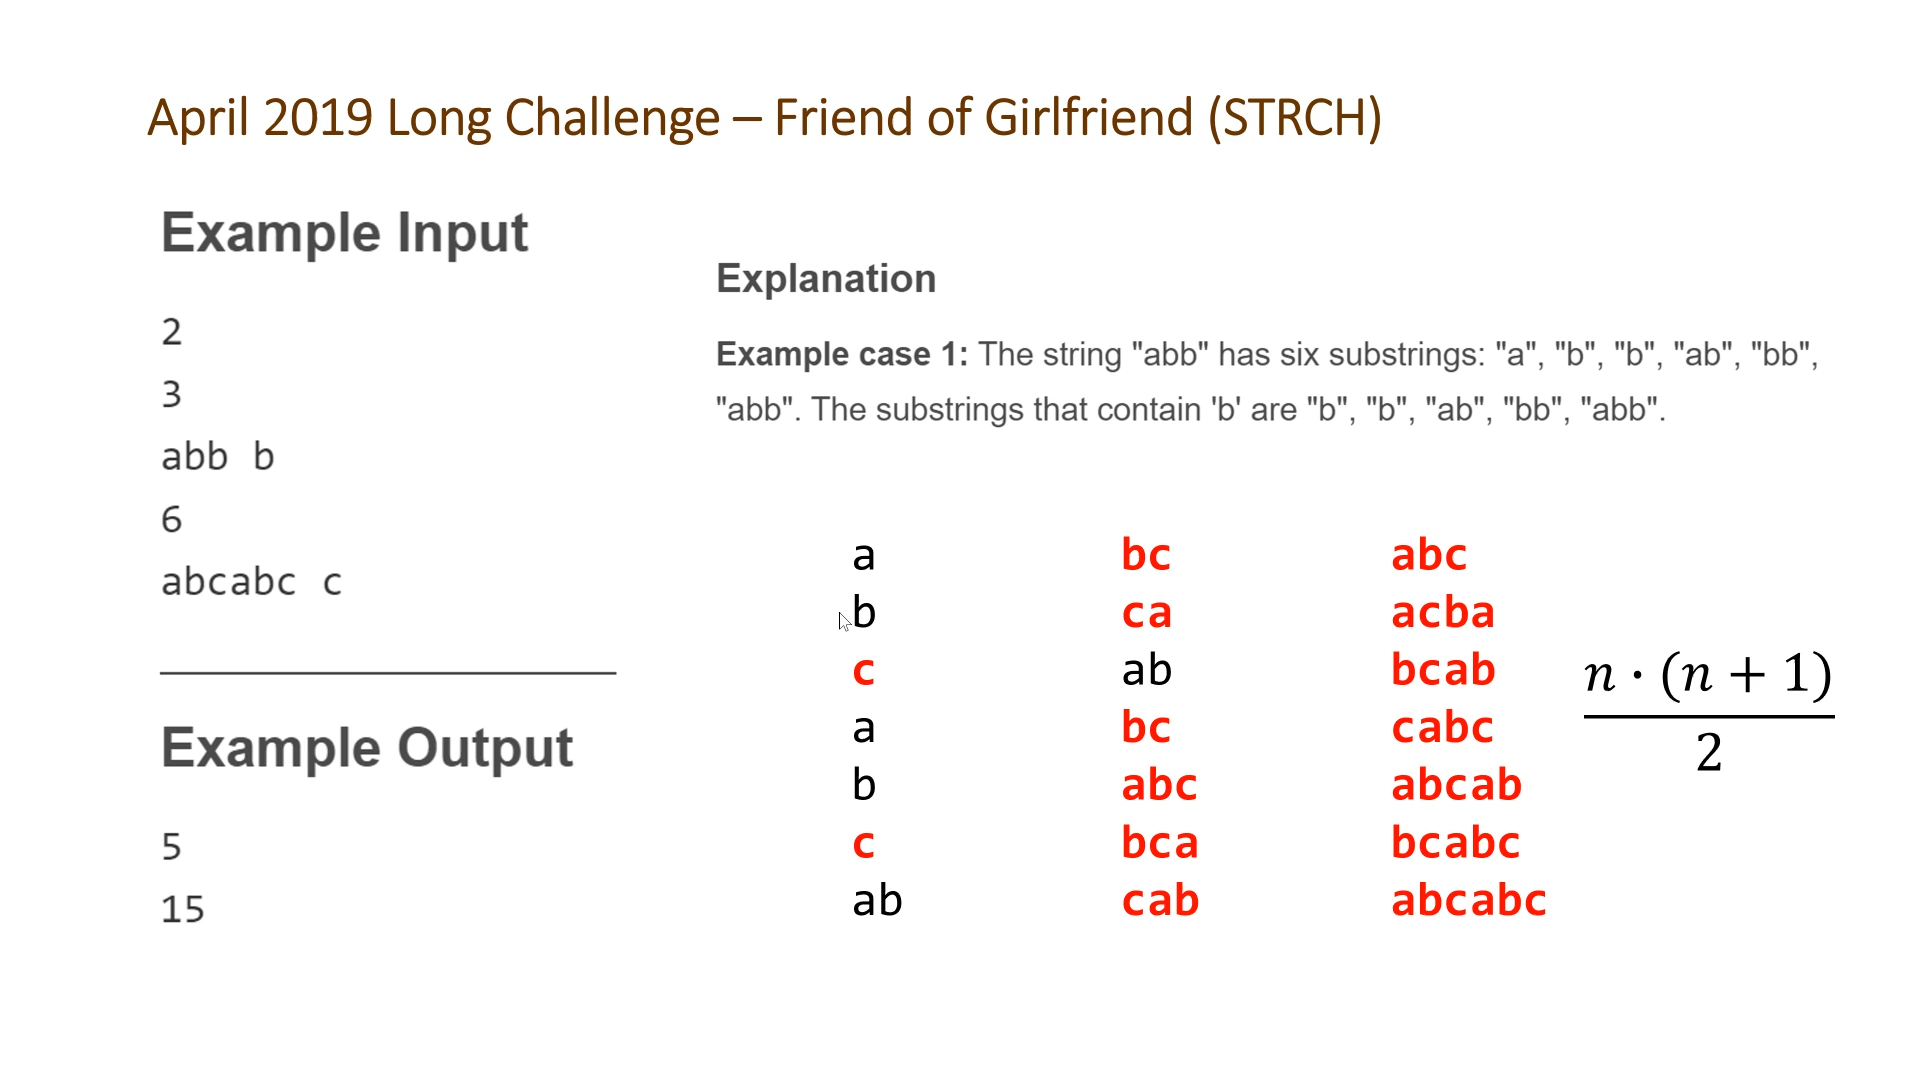 April 2019 Long Challenge – Friend of Girlfriend (STRCH)
Example Input
2
3
abb b
6
abcabc c
Example Output
5
15
Explanation
Example case 1: The string "abb" has six substrings: "a", "b", "b", "ab", "bb",
"abb". The substrings that contain 'b' are "b", "b", "ab", "bb", "abb".
a bc abc
b ca acba
c ab bcab
a bc cabc
b abc abcab
c bca bcabc
ab cab abcabc
n · (n + 1)
2